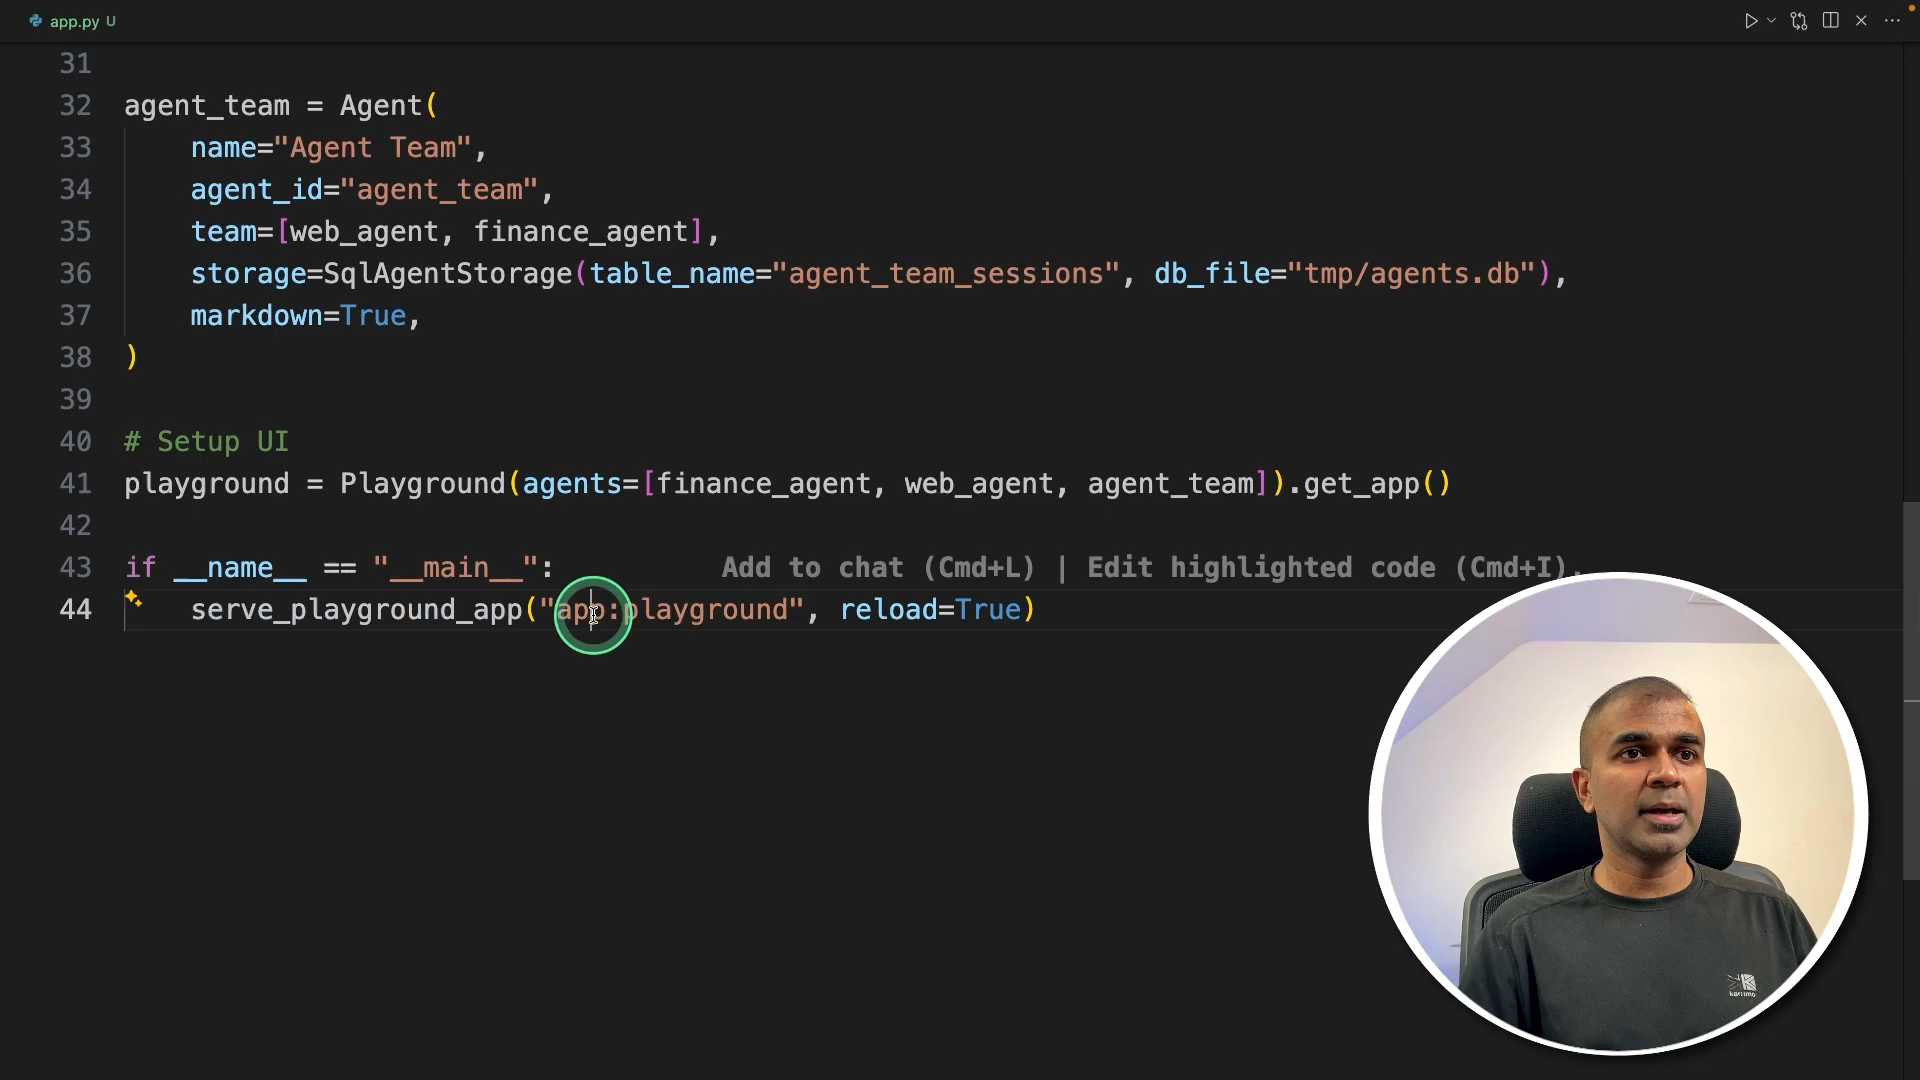 app.py U
31
32 agent_team = Agent(
33 name="Agent Team",
34 agent_id="agent_team",
35 team=[web_agent, finance_agent],
36 storage=SqlAgentStorage(table_name="agent_team_sessions", db_file="tmp/agents.db"),
37 markdown=True,
38 )
39
40 # Setup UI
41 playground = Playground(agents=[finance_agent, web_agent, agent_team]).get_app()
42
43 if __name__ == "__main__": Add to chat (Cmd+L) | Edit highlighted code (Cmd+I).
44 serve_playground_app("app:playground", reload=True)
karrimor